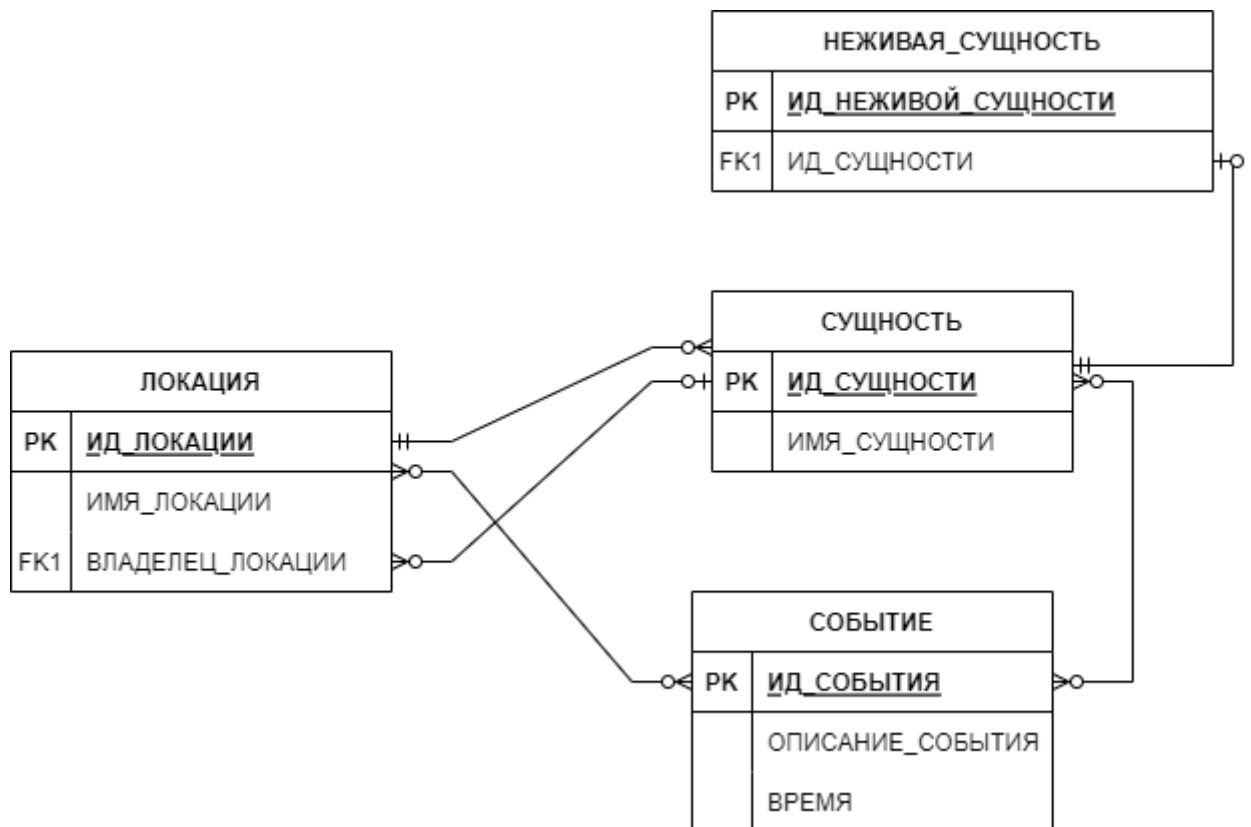 НЕЖИВАЯ_СУЩНОСТЬ
PK ИД_НЕЖИВОЙ_СУЩНОСТИ
FK1 ИД_СУЩНОСТИ
СУЩНОСТЬ
PK ИД_СУЩНОСТИ
ИМЯ_СУЩНОСТИ
ЛОКАЦИЯ
PK ИД_ЛОКАЦИИ
ИМЯ_ЛОКАЦИИ
FK1 ВЛАДЕЛЕЦ_ЛОКАЦИИ
СОБЫТИЕ
PK ИД_СОБЫТИЯ
ОПИСАНИЕ_СОБЫТИЯ
ВРЕМЯ